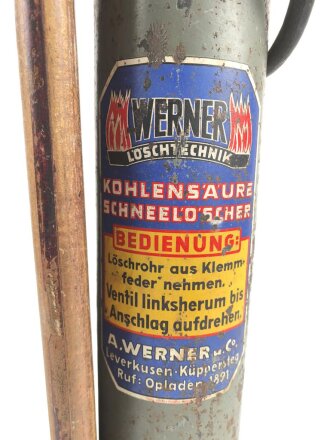 WERNER
LÖSCHTECHNIK
KOHLENSÄURE
SCHNEELÖSCHER
BEDIENUNG:
Löschrohr aus Klemm-
feder nehmen.
Ventil linksherum bis
Anschlag aufdrehen.
A. WERNER u. Co.
Leverkusen-Küppersteg
Ruf: Opladen 1891